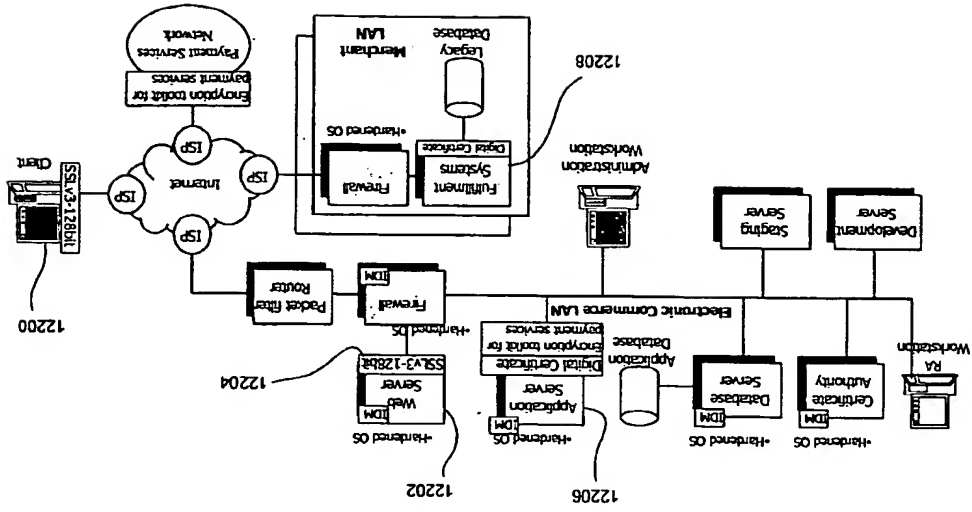 12206
12202
•Hardened OS
•Hardened OS
•Hardened OS
•Hardened OS
IDM
IDM
IDM
IDM
RA
Workstation
Certificate
Authority
Database
Server
Application
Database
Application
Server
Digital Certificate
Encryption toolkit for
payment services
Web
Server
SSLv3-128bit
12204
•Hardened OS
Electronic Commerce LAN
Firewall
IDM
Packet filter
Router
12200
Development
Server
Staging
Server
Administration
Workstation
ISP
ISP
ISP
ISP
Internet
SSLv3-128bit
Client
Fulfillment
Systems
Digital Certificate
Firewall
•Hardened OS
12208
Legacy
Database
Merchant
LAN
Encryption toolkit for
payment services
Payment Services
Network